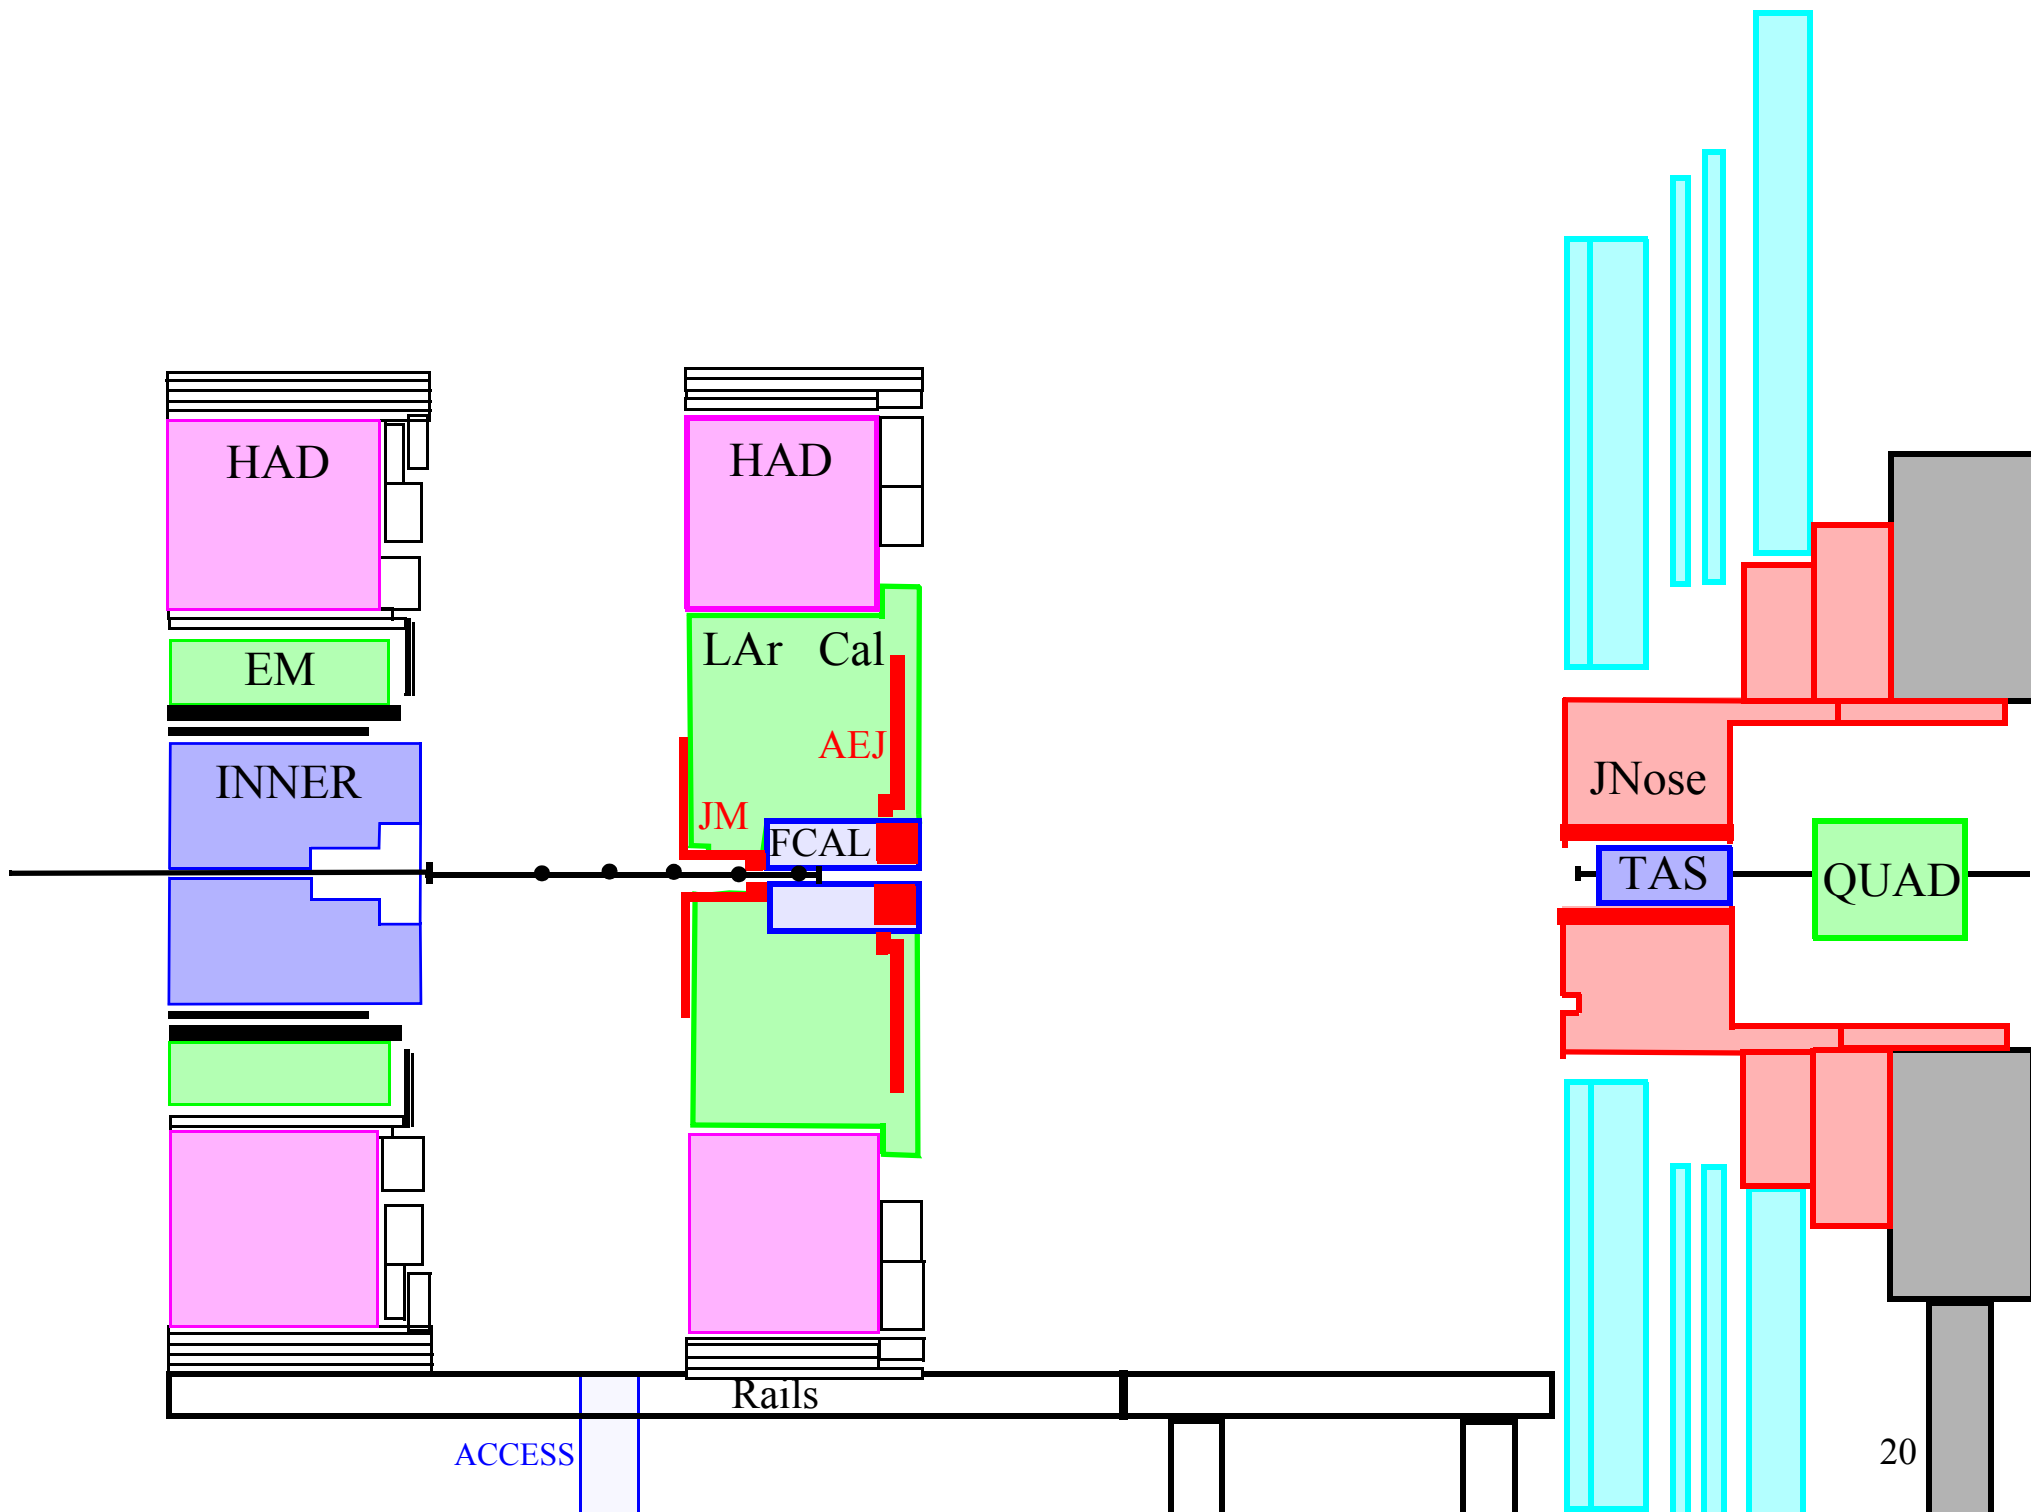 HAD
HAD
EM
LAr Cal
AEJ
INNER
JM
JNose
FCAL
TAS
QUAD
Rails
ACCESS
20